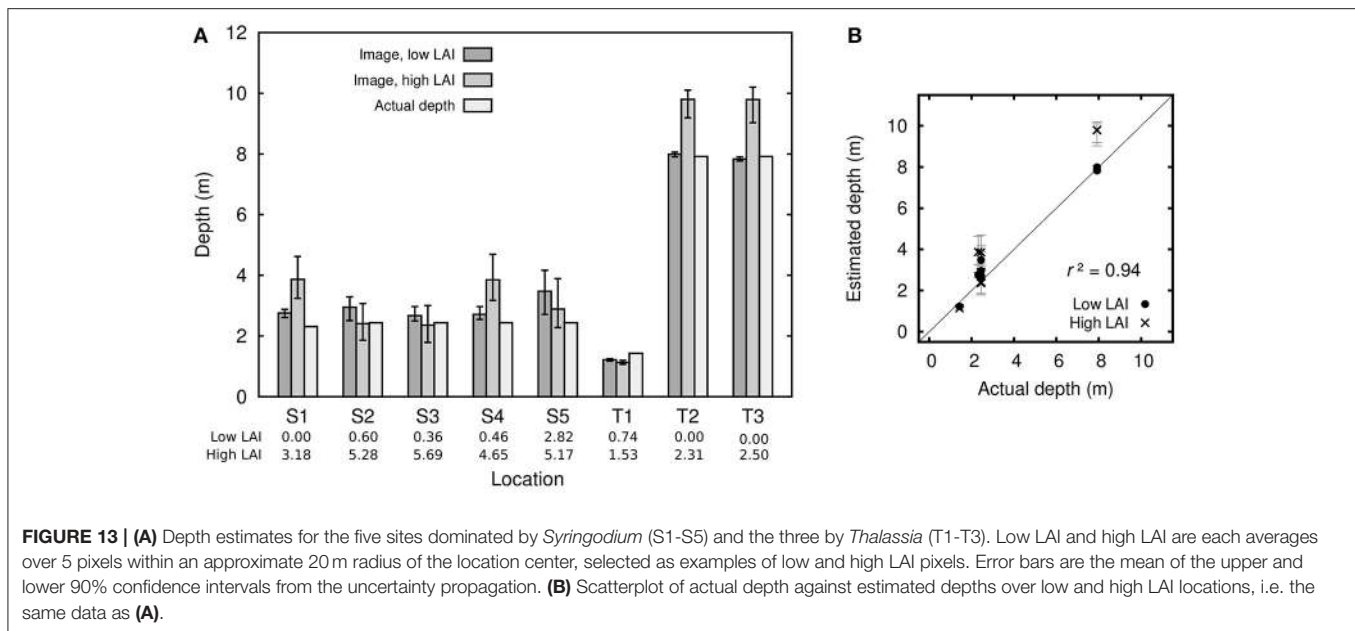 A
B
12
10
8
6
4
2
0
Depth (m)
Image, low LAI
Image, high LAI
Actual depth
S1 S2 S3 S4 S5 T1 T2 T3
Low LAI 0.00 0.60 0.36 0.46 2.82 0.74 0.00 0.00
High LAI 3.18 5.28 5.69 4.65 5.17 1.53 2.31 2.50
Location
10
8
6
4
2
0
Estimated depth (m)
r² = 0.94
Low LAI
High LAI
0 2 4 6 8 10
Actual depth (m)
FIGURE 13 | (A) Depth estimates for the five sites dominated by Syringodium (S1-S5) and the three by Thalassia (T1-T3). Low LAI and high LAI are each averages
over 5 pixels within an approximate 20 m radius of the location center, selected as examples of low and high LAI pixels. Error bars are the mean of the upper and
lower 90% confidence intervals from the uncertainty propagation. (B) Scatterplot of actual depth against estimated depths over low and high LAI locations, i.e. the
same data as (A).